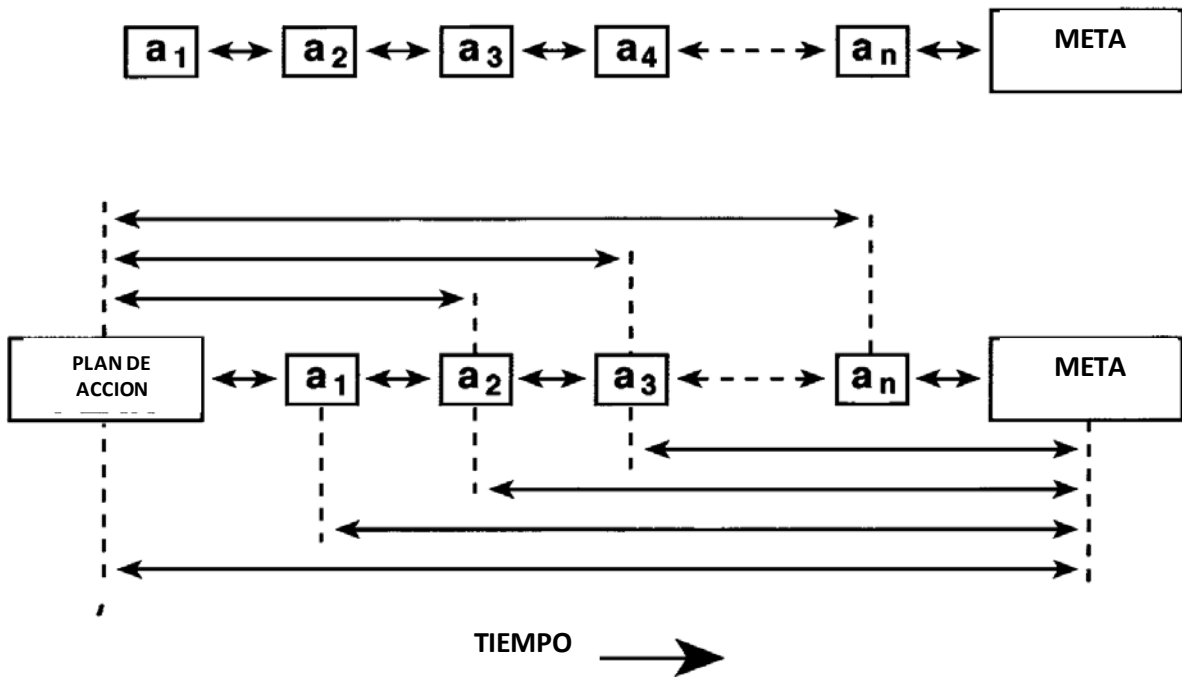 a1 a2 a3 a4 an META
PLAN DE
ACCION
a1 a2 a3 an META
TIEMPO